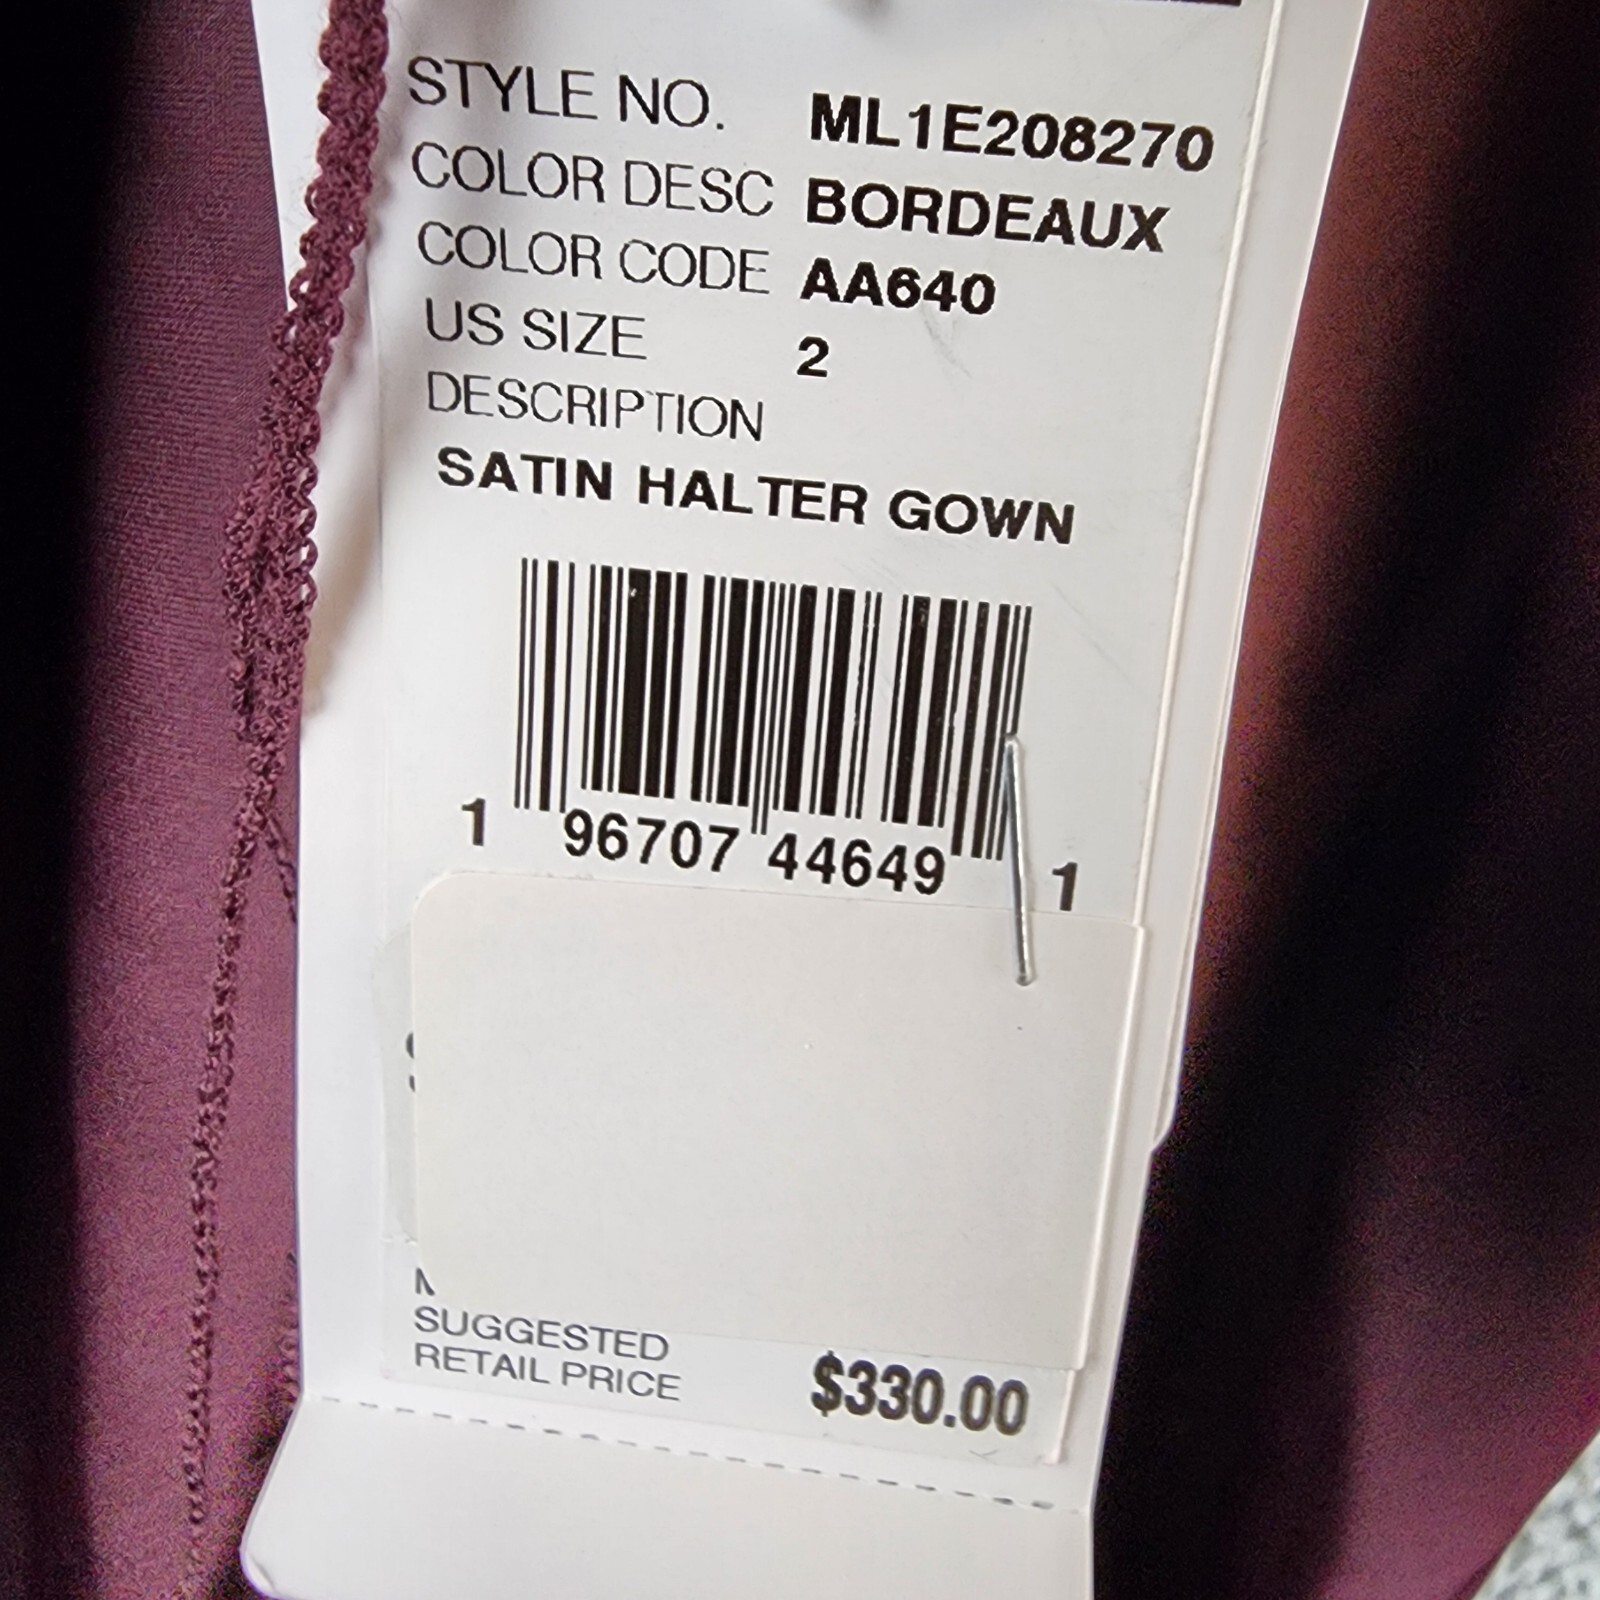 STYLE NO. ML1E208270
COLOR DESC BORDEAUX
COLOR CODE AA640
US SIZE 2
DESCRIPTION
SATIN HALTER GOWN
1 96707 44649 1
SUGGESTED
RETAIL PRICE $330.00